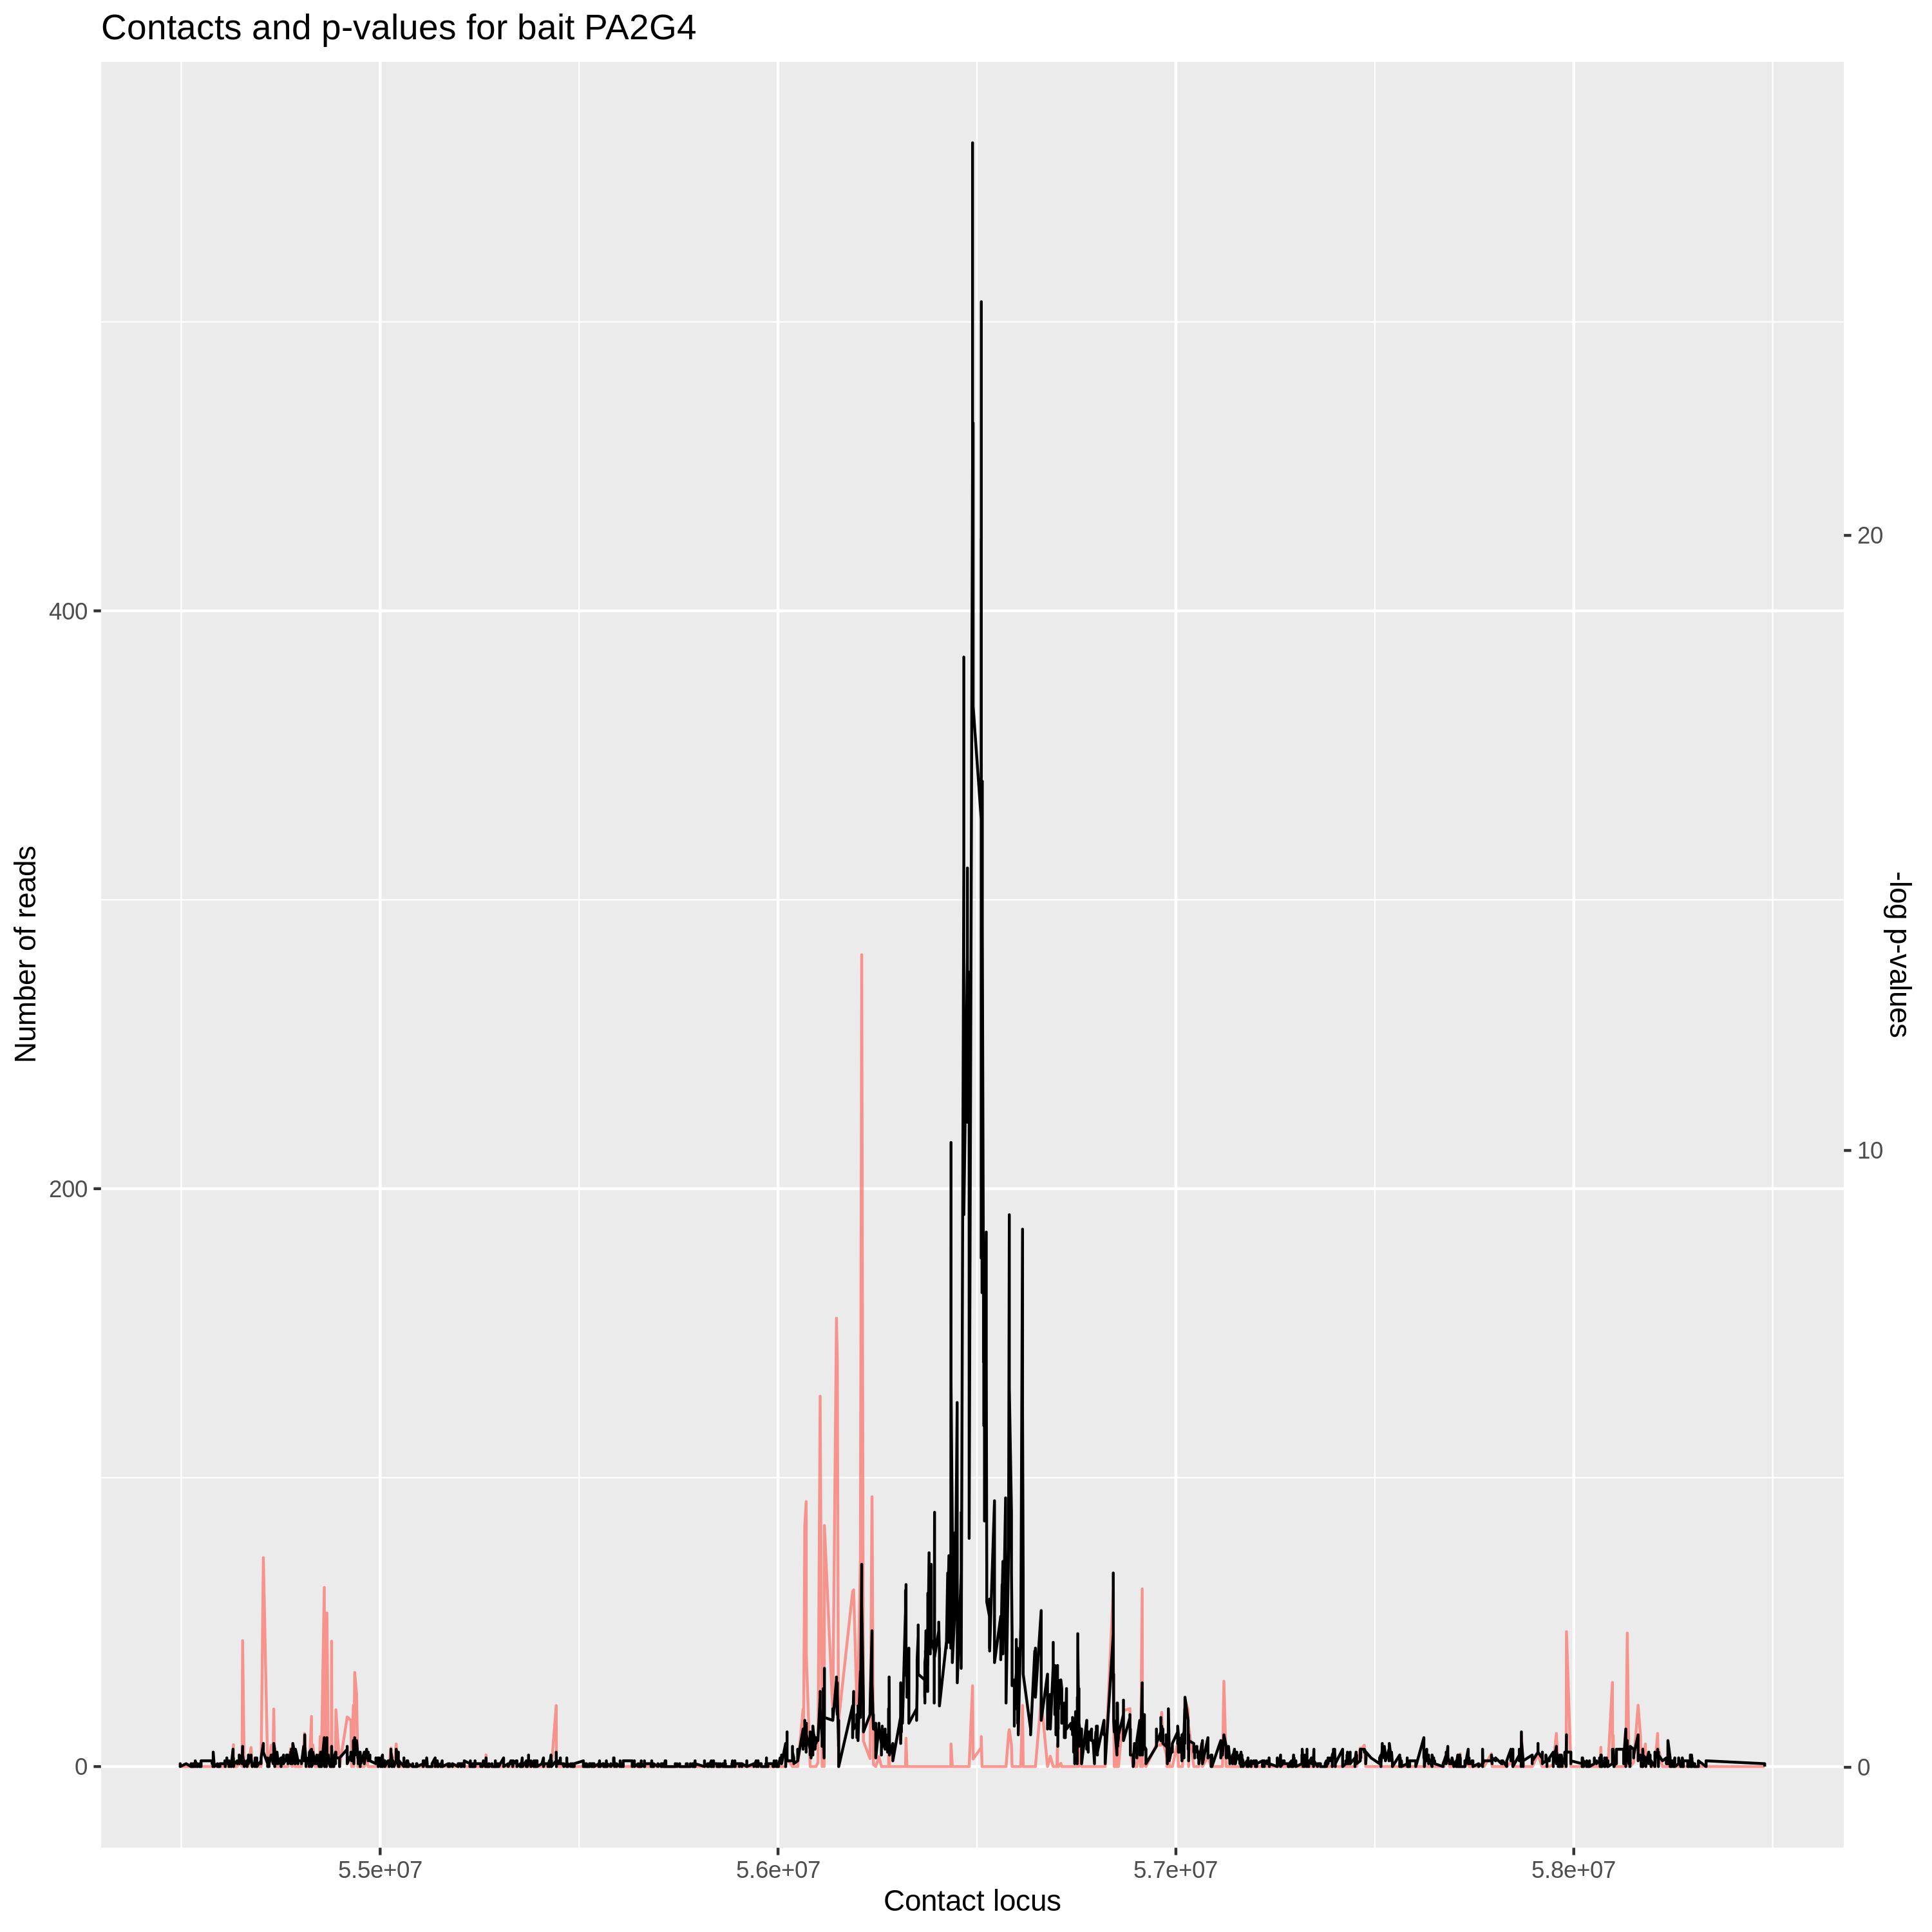 Contacts and p-values for bait PA2G4
Number of reads
400
200
0
20
10
0
-log p-values
5.5e+07
5.6e+07
5.7e+07
5.8e+07
Contact locus